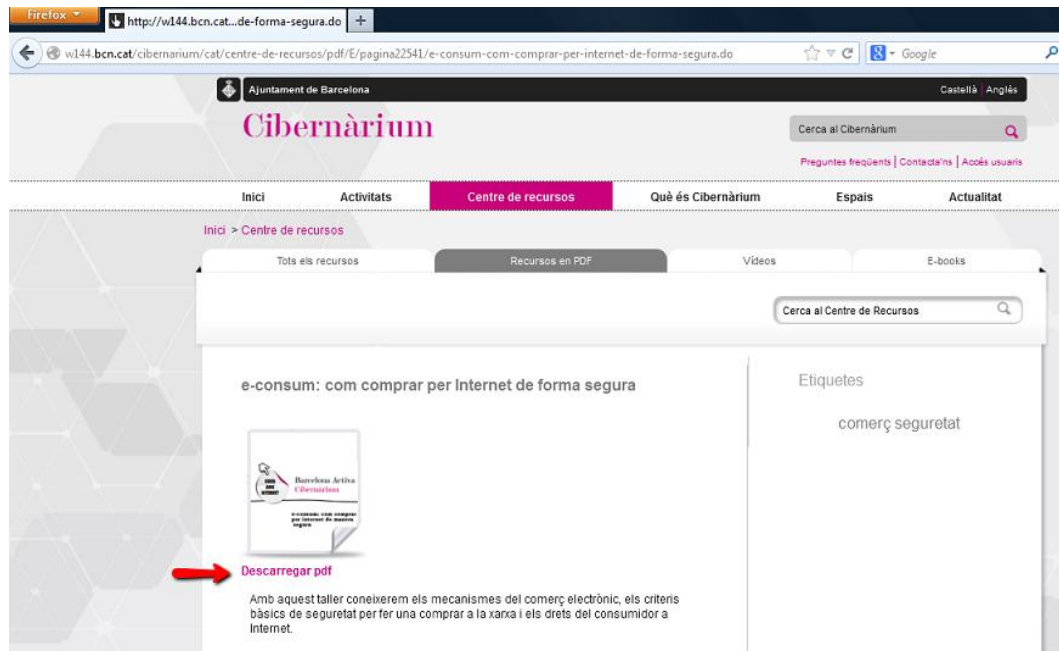 Firefox
http://w144.bcn.cat...de-forma-segura.do
w144.bcn.cat/cibernarium/cat/centre-de-recursos/pdf/E/pagina22541/e-consum-com-comprar-per-internet-de-forma-segura.do
Google
Ajuntament de Barcelona
Castellà Anglès
Cibernàrium
Cerca al Cibernàrium
Preguntes freqüents | Contacta'ns | Accés usuaris
Inici Activitats Centre de recursos Què és Cibernàrium Espais Actualitat
Inici > Centre de recursos
Tots els recursos Recursos en PDF Vídeos E-books
Cerca al Centre de Recursos
e-consum: com comprar per Internet de forma segura
Etiquetes
comerç seguretat
Barcelona Activa
Cibernàrium
e-consum: com comprar
per Internet de manera
segura
Descarregar pdf
Amb aquest taller coneixerem els mecanismes del comerç electrònic, els criteris
bàsics de seguretat per fer una comprar a la xarxa i els drets del consumidor a
Internet.